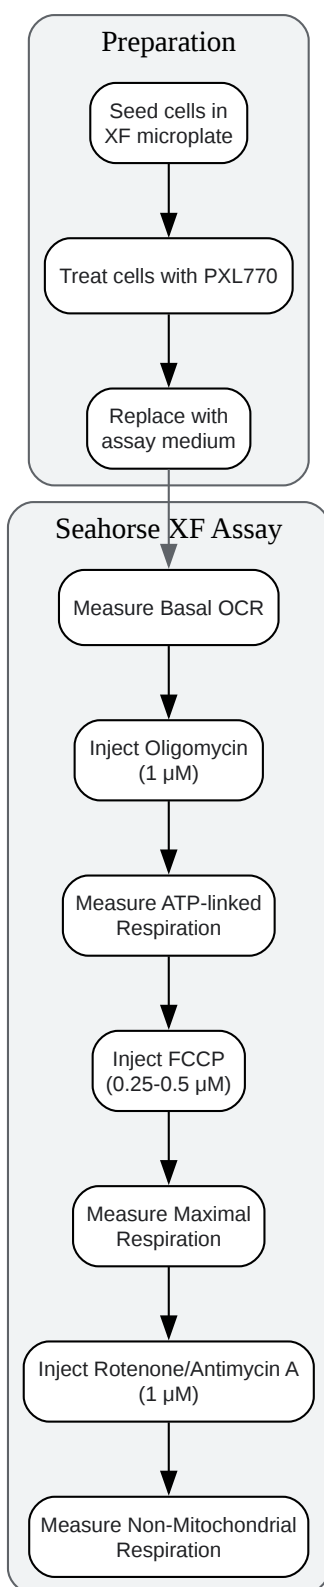 Preparation
Seed cells in
XF microplate
Treat cells with PXL770
Replace with
assay medium
Seahorse XF Assay
Measure Basal OCR
Inject Oligomycin
(1 μM)
Measure ATP-linked
Respiration
Inject FCCP
(0.25-0.5 μM)
Measure Maximal
Respiration
Inject Rotenone/Antimycin A
(1 μM)
Measure Non-Mitochondrial
Respiration